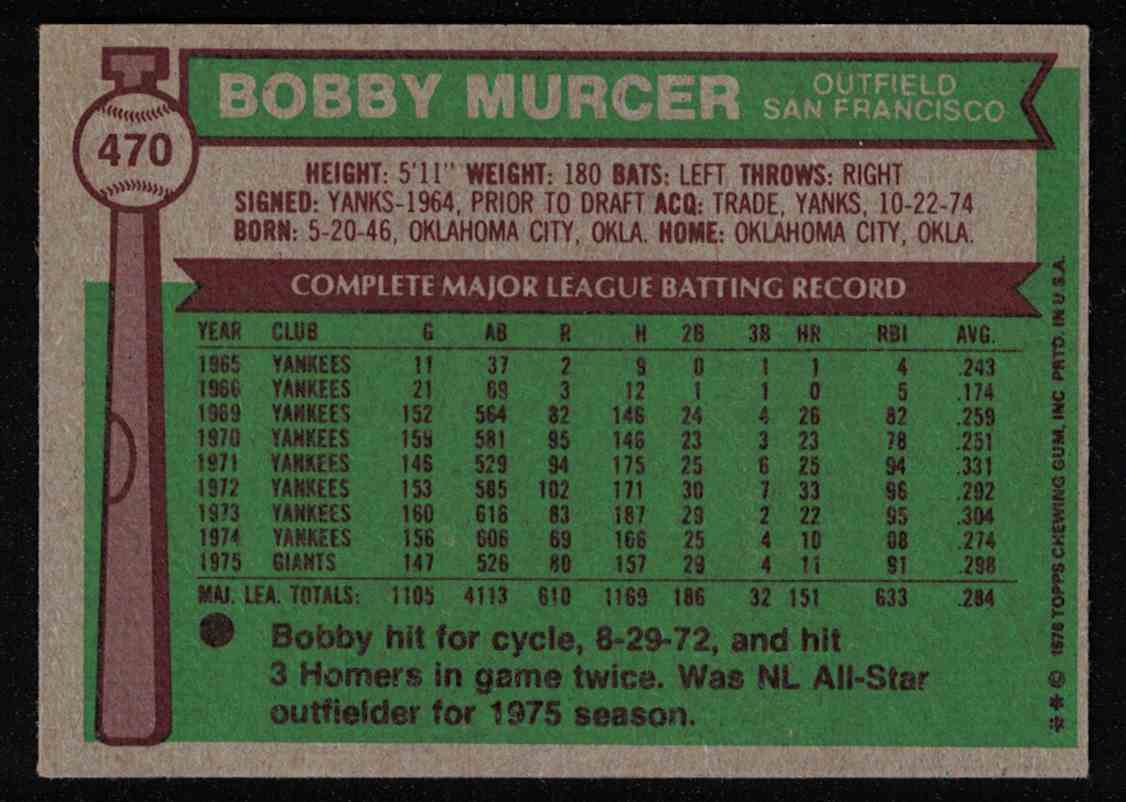 470
BOBBY MURCER
OUTFIELD
SAN FRANCISCO
HEIGHT: 5'11" WEIGHT: 180 BATS: LEFT THROWS: RIGHT
SIGNED: YANKS-1964, PRIOR TO DRAFT ACQ: TRADE, YANKS, 10-22-74
BORN: 5-20-46, OKLAHOMA CITY, OKLA. HOME: OKLAHOMA CITY, OKLA.
COMPLETE MAJOR LEAGUE BATTING RECORD
YEAR CLUB G AB R H 2B 3B HR RBI AVG.
1965 YANKEES 11 37 2 9 0 1 1 4 .243
1966 YANKEES 21 69 3 12 1 1 0 5 .174
1969 YANKEES 152 564 82 146 24 4 26 82 .259
1970 YANKEES 159 581 95 146 23 3 23 78 .251
1971 YANKEES 146 529 94 175 25 6 25 94 .331
1972 YANKEES 153 585 102 171 30 7 33 96 .292
1973 YANKEES 160 616 83 187 29 2 22 95 .304
1974 YANKEES 156 606 69 166 25 4 10 88 .274
1975 GIANTS 147 526 80 157 29 4 11 91 .298
MAJ. LEA. TOTALS: 1105 4113 610 1169 186 32 151 633 .284
Bobby hit for cycle, 8-29-72, and hit
3 Homers in game twice. Was NL All-Star
outfielder for 1975 season.
** © 1976 TOPPS CHEWING GUM, INC PRTD. IN U.S.A.